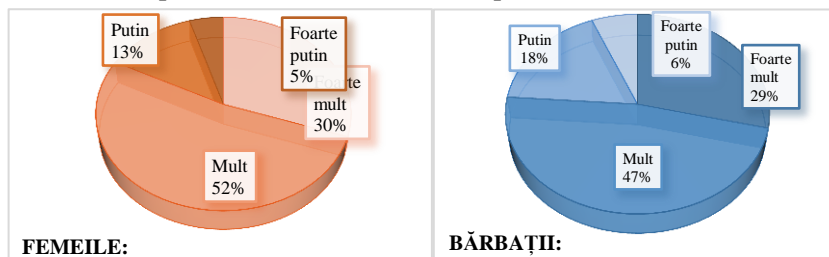 Putin
13%
Foarte
putin
5%
Foarte
mult
30%
Mult
52%
FEMEILE:
Putin
18%
Foarte
putin
6%
Foarte
mult
29%
Mult
47%
BĂRBAȚII: